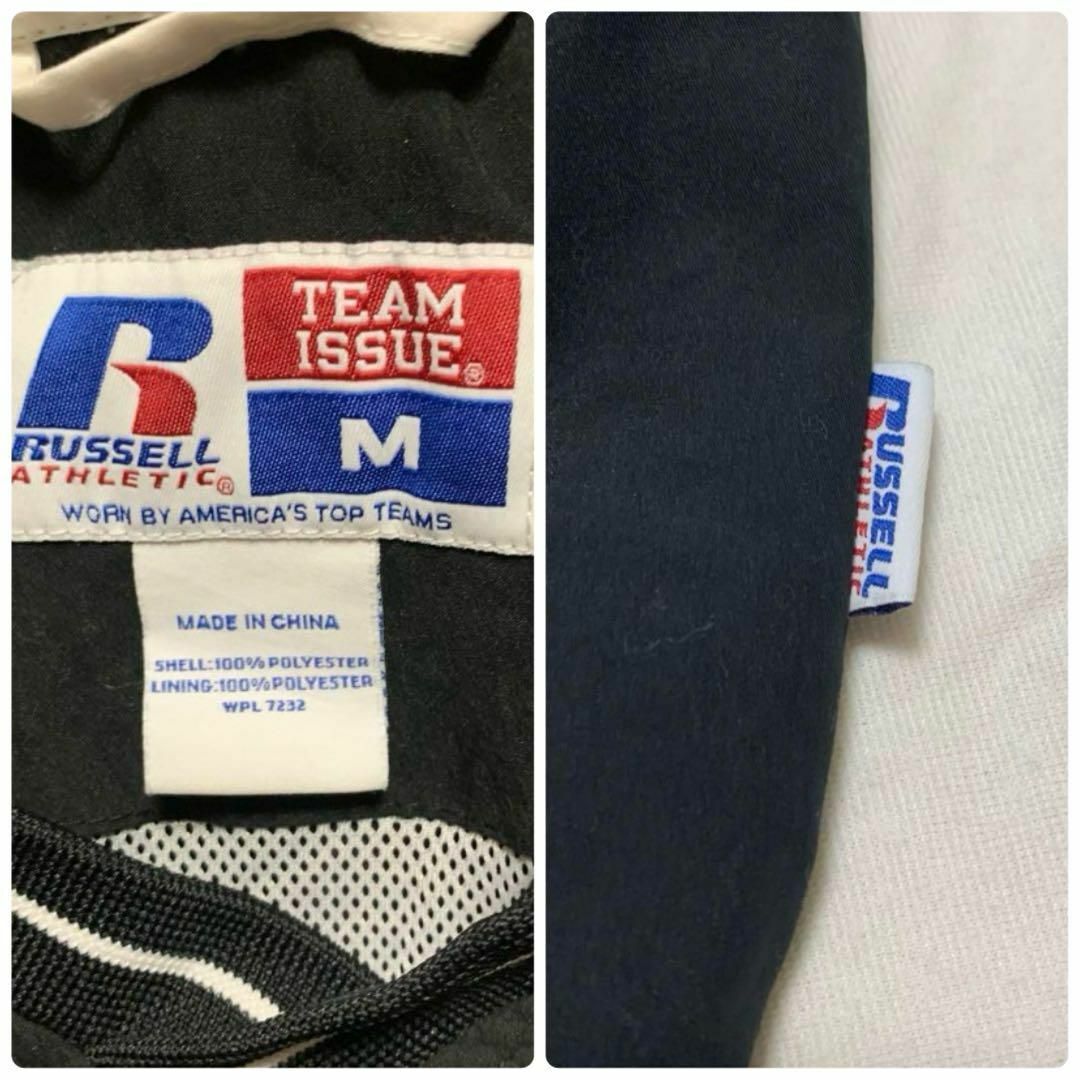 RUSSELL
ATHLETIC®
TEAM
ISSUE®
M
WORN BY AMERICA'S TOP TEAMS
MADE IN CHINA
SHELL:100% POLYESTER
LINING:100% POLYESTER
WPL 7232
RUSSELL
ATHLETIC